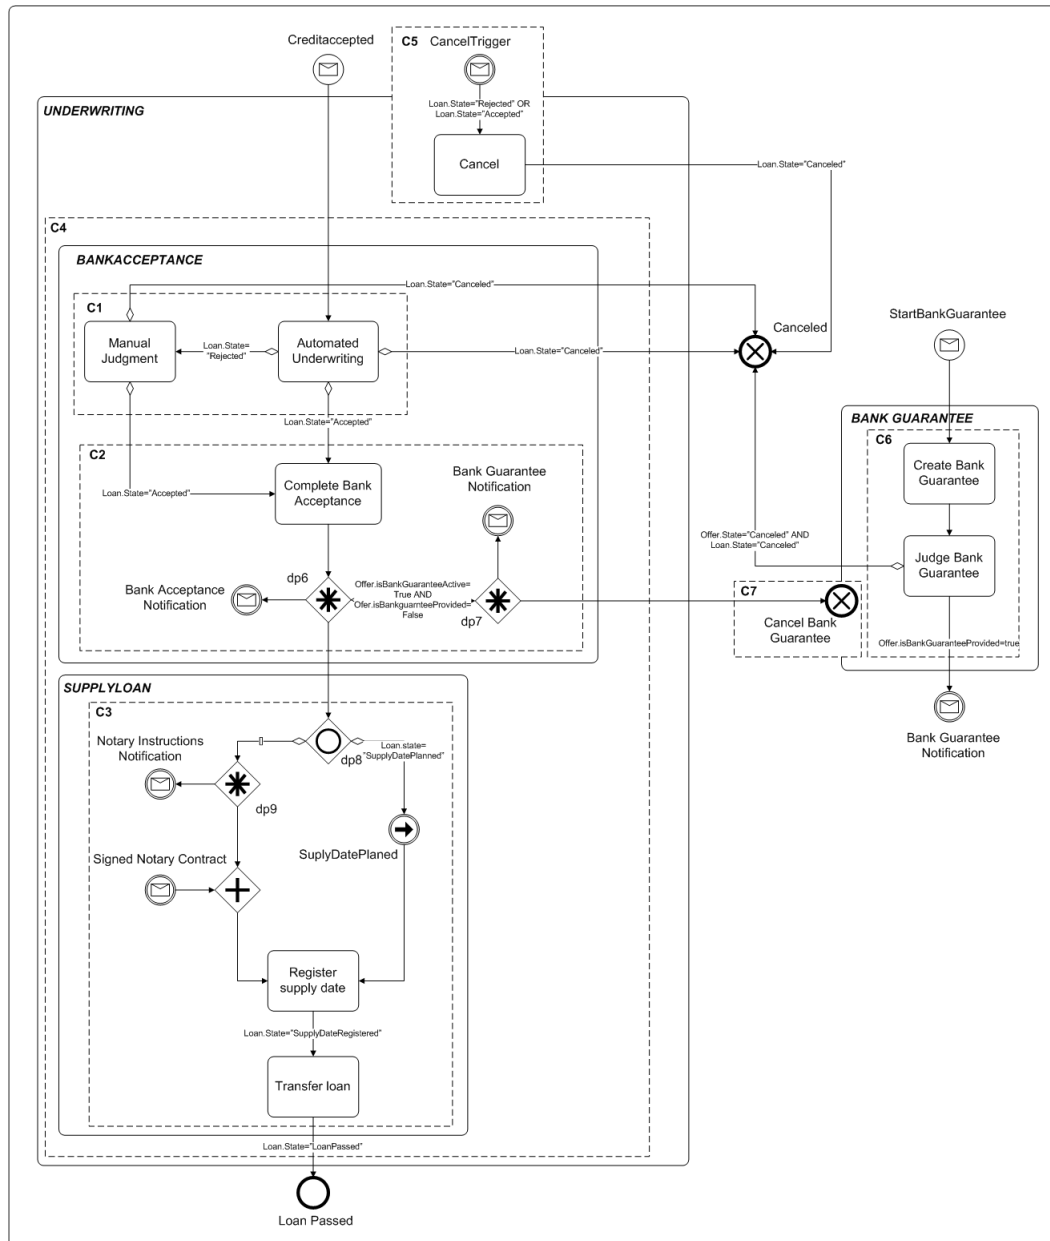 Creditaccepted
C5
CancelTrigger
Loan.State="Rejected" OR
Loan.State="Accepted"
UNDERWRITING
Cancel
Loan.State="Canceled"
C4
BANKACCEPTANCE
Loan.State="Canceled"
C1
Manual
Judgment
Loan.State=
"Rejected"
Automated
Underwriting
Loan.State="Canceled"
Canceled
StartBankGuarantee
Loan.State="Accepted"
BANK GUARANTEE
C6
Create Bank
Guarantee
C2
Complete Bank
Acceptance
Loan.State="Accepted"
Bank Guarantee
Notification
Offer.State="Canceled" AND
Loan.State="Canceled"
Judge Bank
Guarantee
dp6
Bank Acceptance
Notification
Offer.isBankGuaranteeActive=
True AND
Ofer.isBankguarnteeProvided=
False
dp7
C7
Cancel Bank
Guarantee
Offer.isBankGuaranteeProvided=true
SUPPLYLOAN
C3
Notary Instructions
Notification
dp8
Loan.state=
"SupplyDatePlanned"
Bank Guarantee
Notification
dp9
SuplyDatePlaned
Signed Notary Contract
Register
supply date
Loan.State="SupplyDateRegistered"
Transfer loan
Loan.State="LoanPassed"
Loan Passed